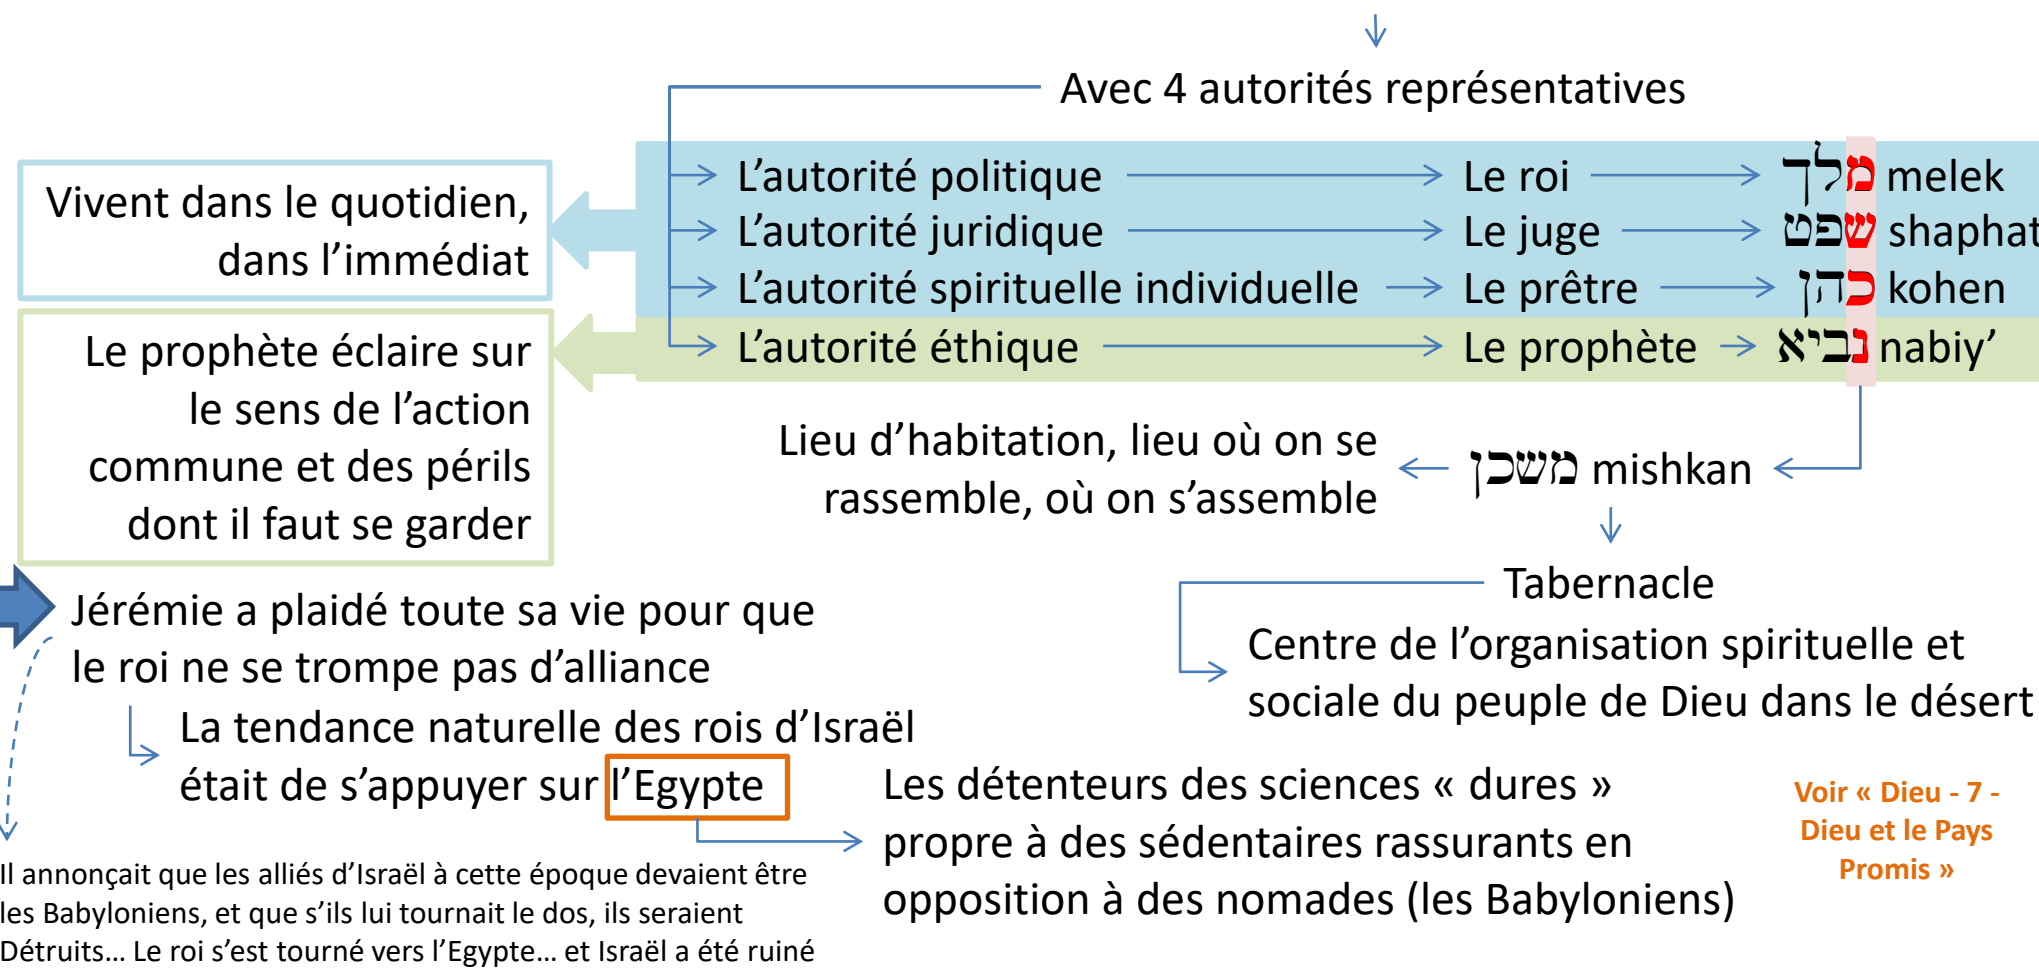 Avec 4 autorités représentatives
L’autorité politique Le roi מלך melek
L’autorité juridique Le juge שפט shaphat
L’autorité spirituelle individuelle Le prêtre כהן kohen
L’autorité éthique Le prophète נביא nabiy’
Vivent dans le quotidien,
dans l’immédiat
Le prophète éclaire sur
le sens de l’action
commune et des périls
dont il faut se garder
Lieu d’habitation, lieu où on se
rassemble, où on s’assemble
משכן mishkan
Tabernacle
Centre de l’organisation spirituelle et
sociale du peuple de Dieu dans le désert
Jérémie a plaidé toute sa vie pour que
le roi ne se trompe pas d’alliance
La tendance naturelle des rois d’Israël
était de s’appuyer sur l’Egypte
Les détenteurs des sciences « dures »
propre à des sédentaires rassurants en
opposition à des nomades (les Babyloniens)
Voir « Dieu - 7 -
Dieu et le Pays
Promis »
Il annonçait que les alliés d’Israël à cette époque devaient être
les Babyloniens, et que s’ils lui tournait le dos, ils seraient
Détruits… Le roi s’est tourné vers l’Egypte… et Israël a été ruiné